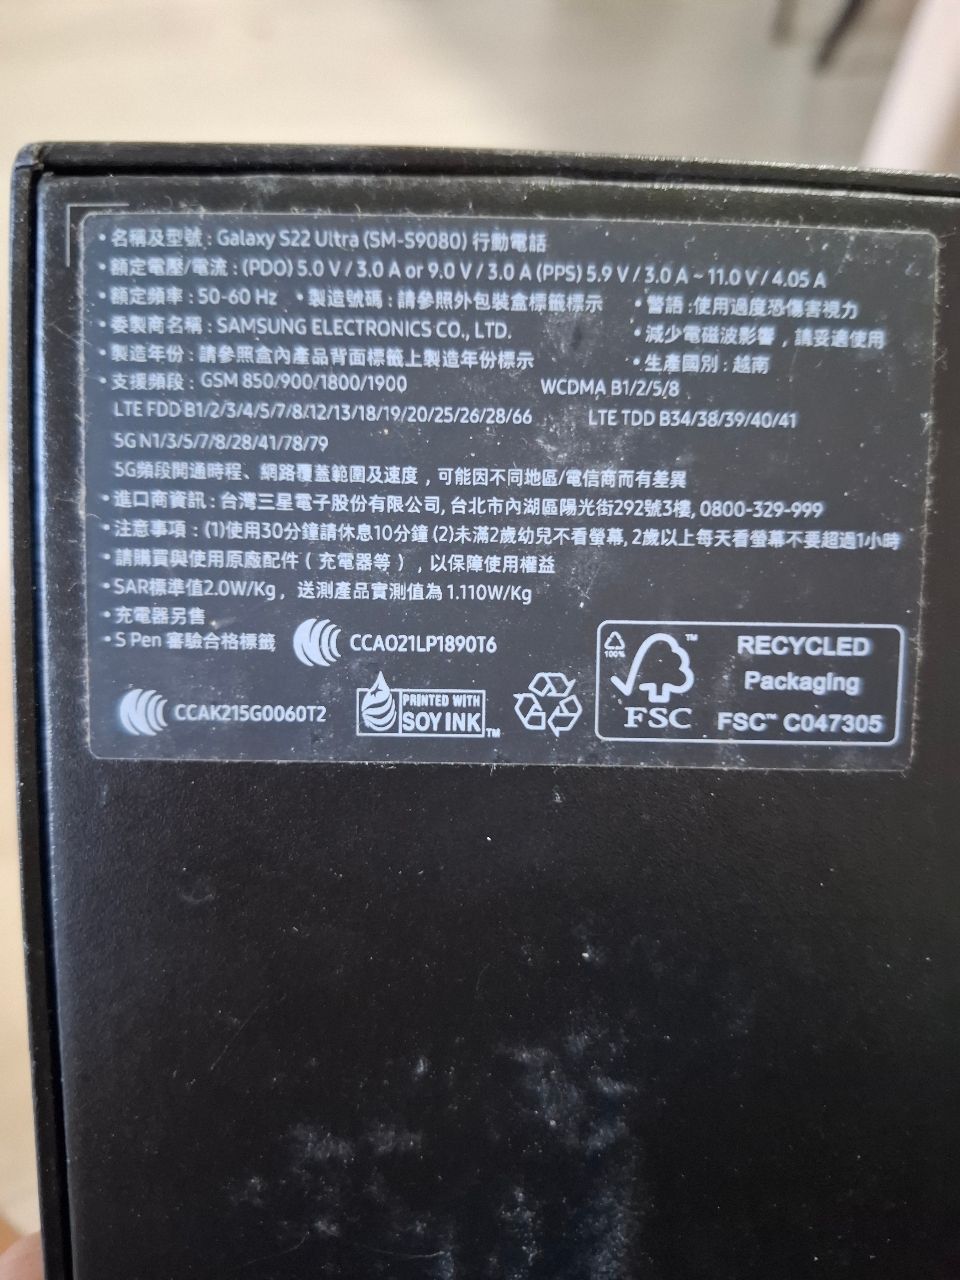 • 名稱及型號 : Galaxy S22 Ultra (SM-S9080) 行動電話
• 額定電壓/電流 : (PDO) 5.0 V / 3.0 A or 9.0 V / 3.0 A (PPS) 5.9 V / 3.0 A ~ 11.0 V / 4.05 A
• 額定頻率 : 50-60 Hz • 製造號碼 : 請參照外包裝盒標籤標示 • 警語 : 使用過度恐傷害視力
• 委製商名稱 : SAMSUNG ELECTRONICS CO., LTD. • 減少電磁波影響，請妥適使用
• 製造年份 : 請參照盒內產品背面標籤上製造年份標示 • 生產國別 : 越南
• 支援頻段 : GSM 850/900/1800/1900 WCDMA B1/2/5/8
LTE FDD B1/2/3/4/5/7/8/12/13/18/19/20/25/26/28/66 LTE TDD B34/38/39/40/41
5G N1/3/5/7/8/28/41/78/79
5G頻段開通時程、網路覆蓋範圍及速度，可能因不同地區/電信商而有差異
• 進口商資訊 : 台灣三星電子股份有限公司, 台北市內湖區陽光街292號3樓, 0800-329-999
• 注意事項 : (1)使用30分鐘請休息10分鐘 (2)未滿2歲幼兒不看螢幕, 2歲以上每天看螢幕不要超過1小時
• 請購買與使用原廠配件（充電器等），以保障使用權益
• SAR標準值2.0W/Kg，送測產品實測值為 1.110W/Kg
• 充電器另售
• S Pen 審驗合格標籤 CCAO21LP1890T6
CCAK215G0060T2
PRINTED WITH
SOY INK™
100%
™
FSC
RECYCLED
Packaging
FSC™ C047305